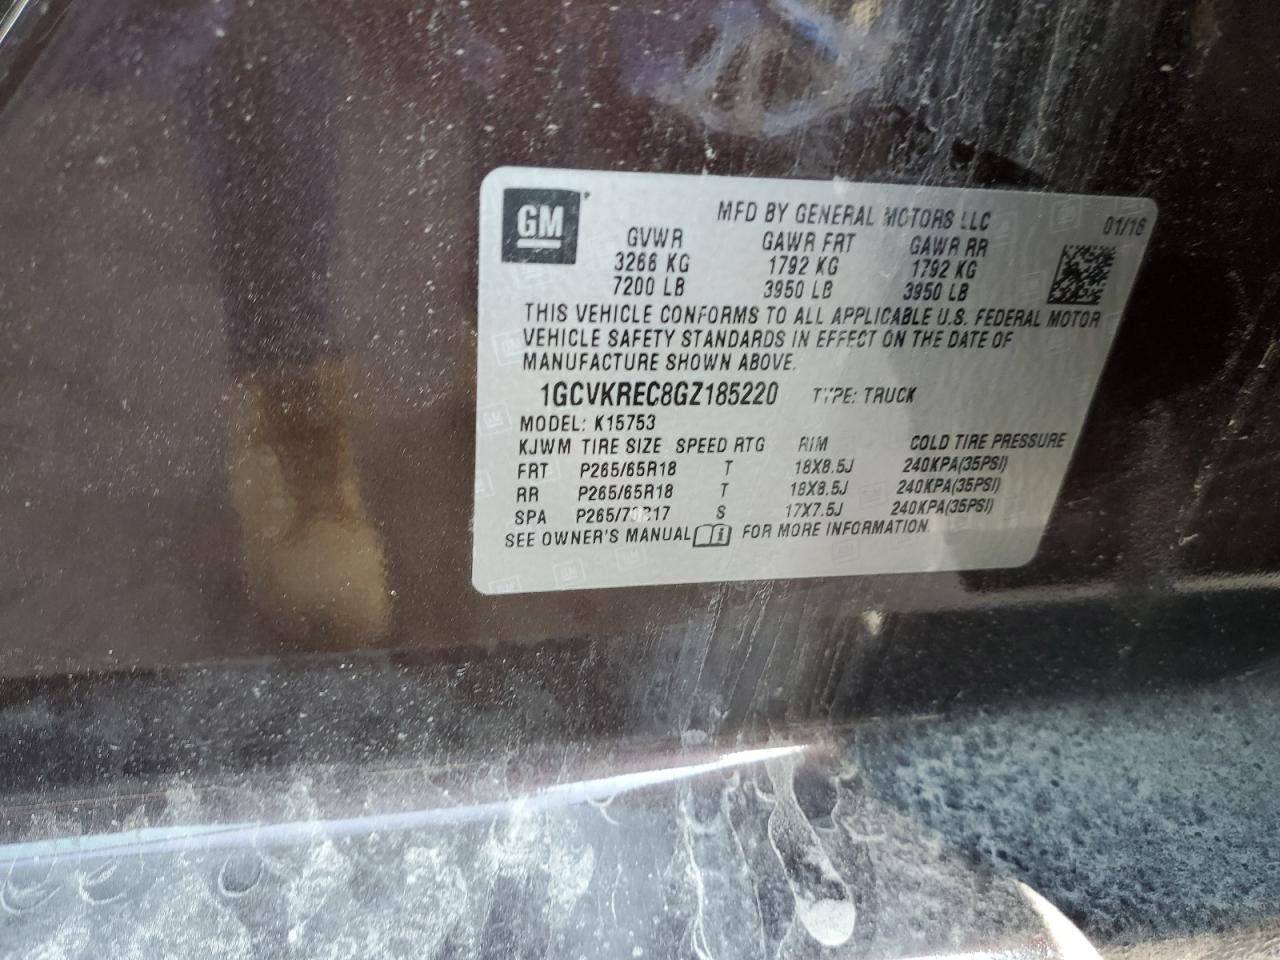 GM
MFD BY GENERAL MOTORS LLC
01/16
GVWR GAWR FRT GAWR RR
3266 KG 1792 KG 1792 KG
7200 LB 3950 LB 3950 LB
THIS VEHICLE CONFORMS TO ALL APPLICABLE U.S. FEDERAL MOTOR
VEHICLE SAFETY STANDARDS IN EFFECT ON THE DATE OF
MANUFACTURE SHOWN ABOVE.
1GCVKREC8GZ185220 TYPE: TRUCK
MODEL: K15753
KJWM TIRE SIZE SPEED RTG RIM COLD TIRE PRESSURE
FRT P265/65R18 T 18X8.5J 240KPA(35PSI)
RR P265/65R18 T 18X8.5J 240KPA(35PSI)
SPA P265/70R17 S 17X7.5J 240KPA(35PSI)
SEE OWNER'S MANUAL i FOR MORE INFORMATION.